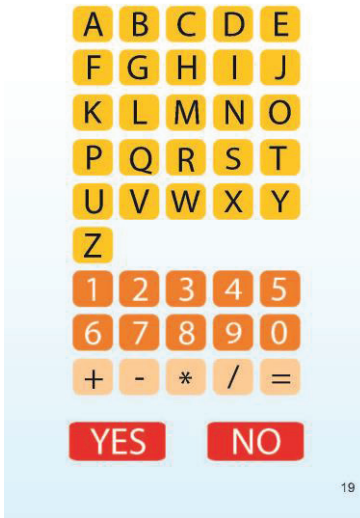 A B C D E
F G H I J
K L M N O
P Q R S T
U V W X Y
Z
1 2 3 4 5
6 7 8 9 0
+ - * / =
YES NO
19